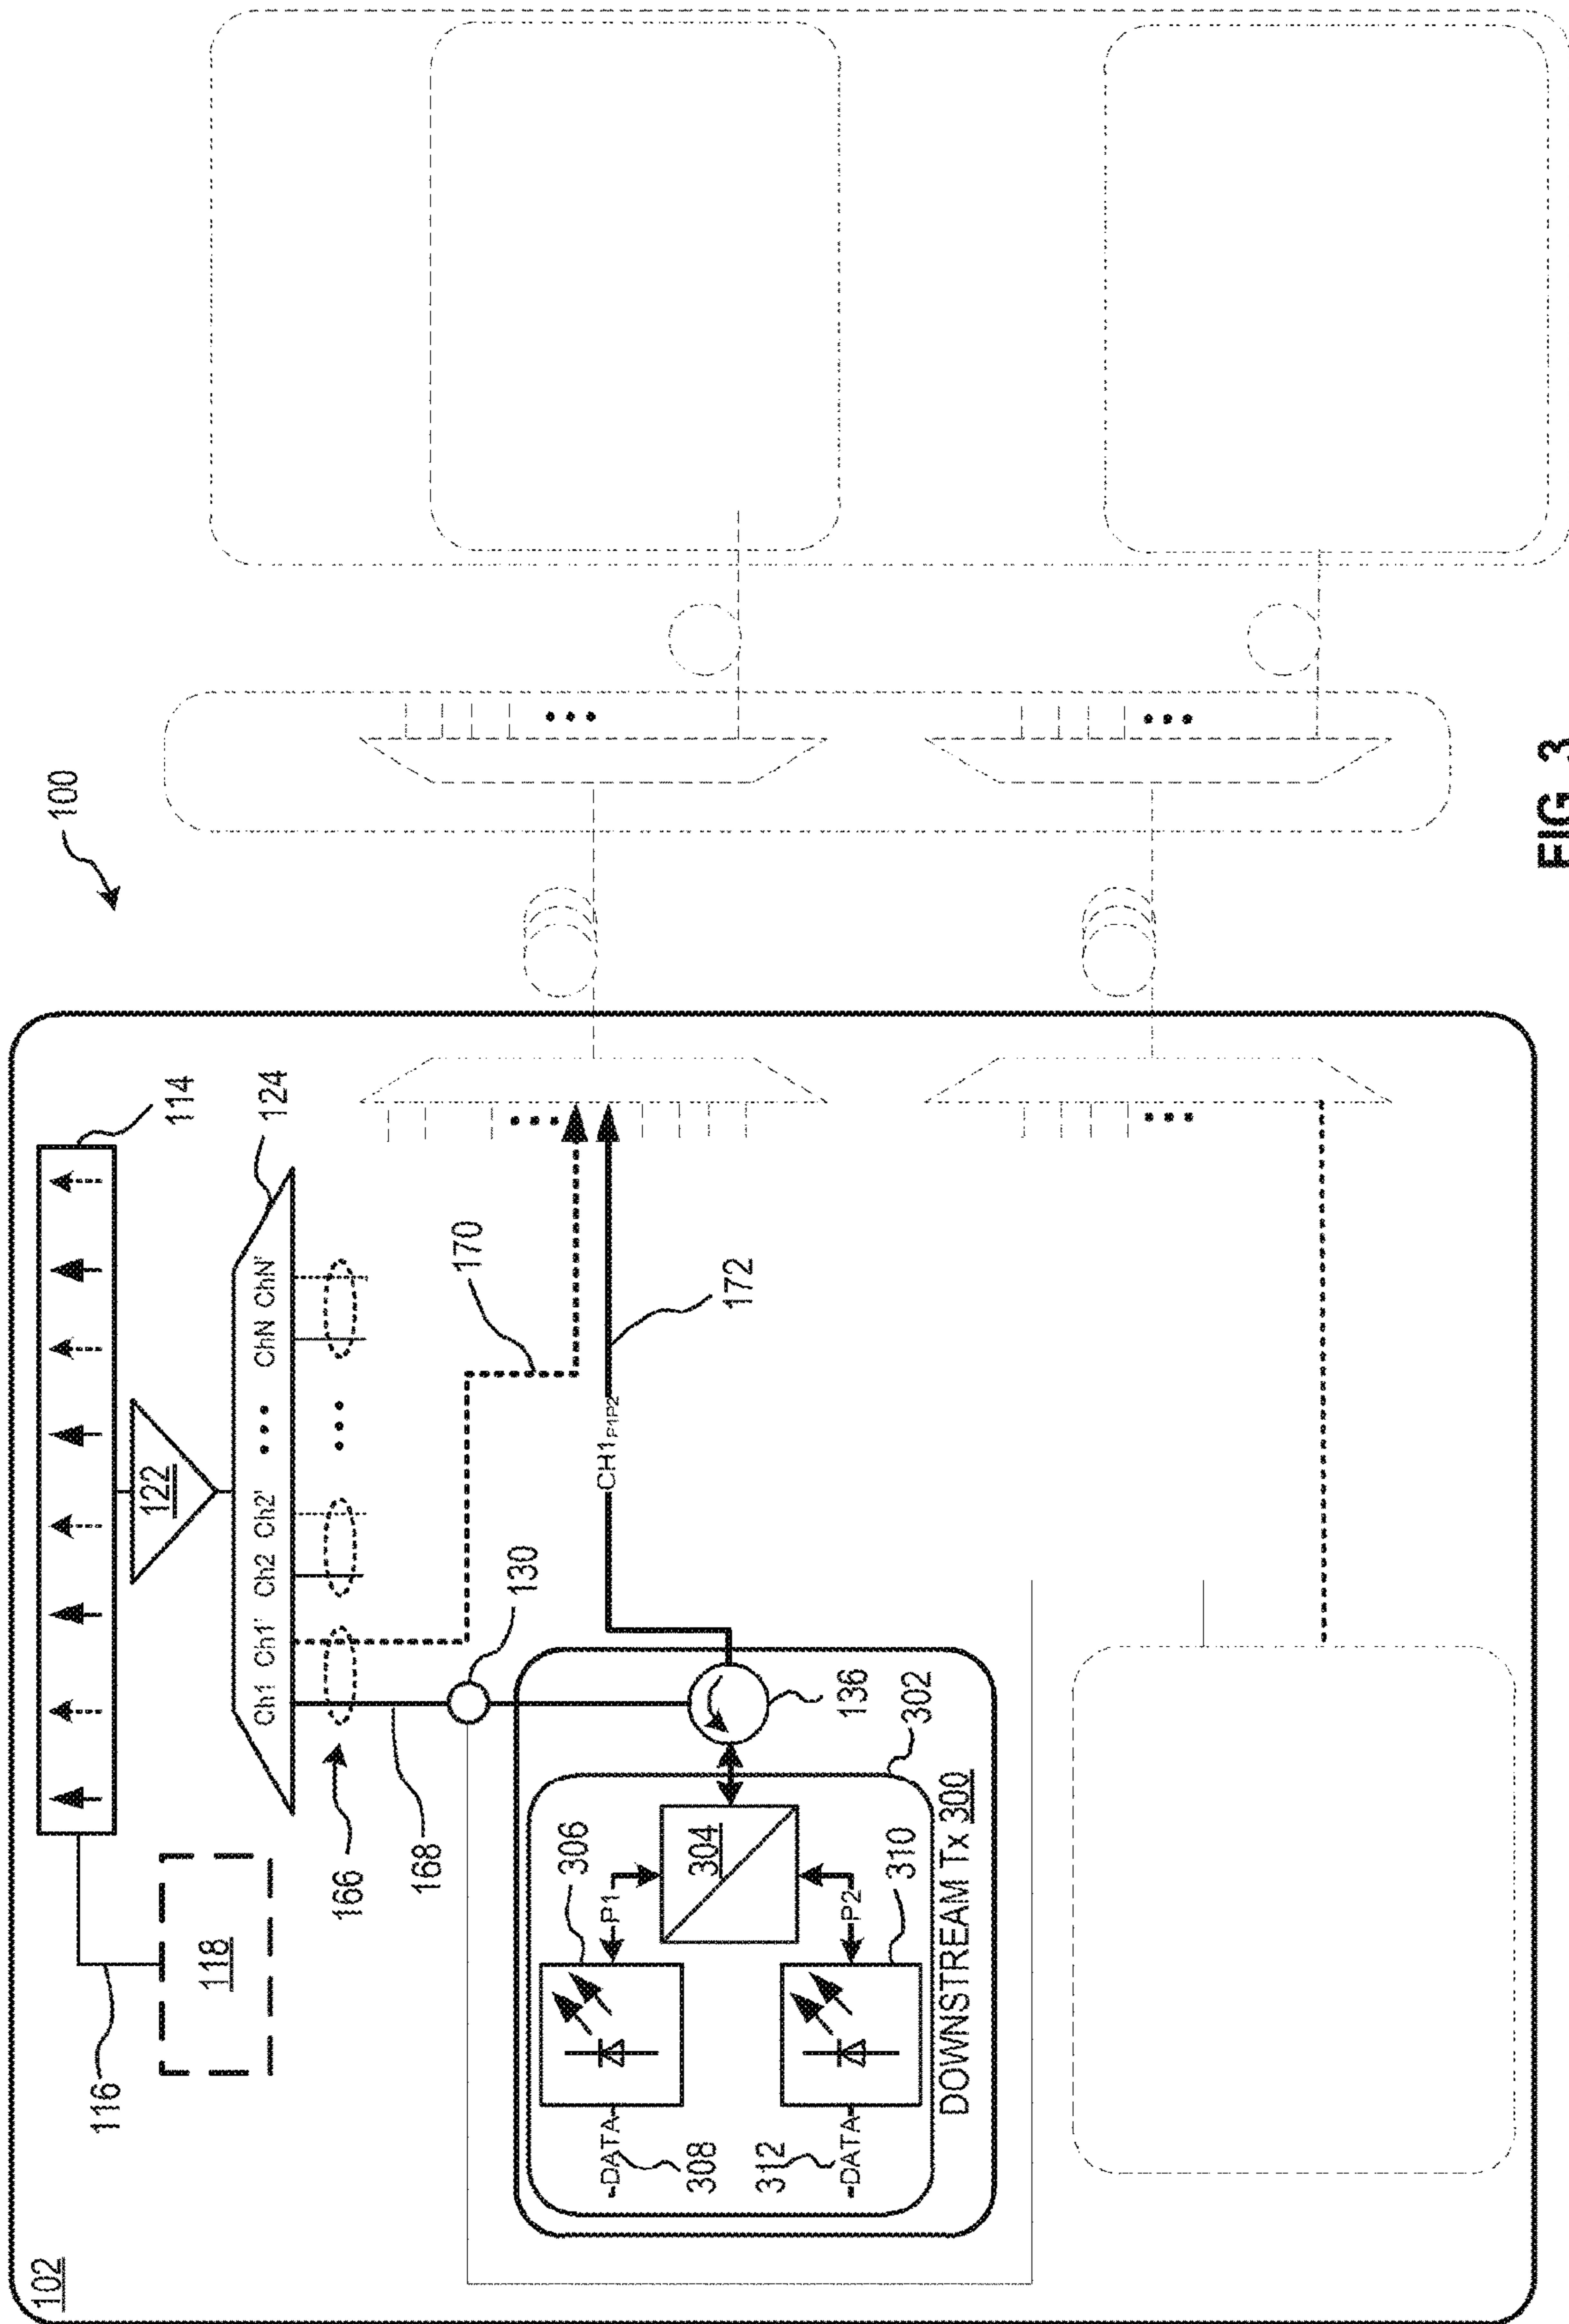 100
102
116
118
114
122
124
Ch1 Ch1' Ch2 Ch2' ••• ChN ChN'
166
168
130
170
172
CH1P1P2
136
302
306
P1
304
P2
310
-DATA-
308
312
-DATA-
DOWNSTREAM Tx 300
FIG. 3